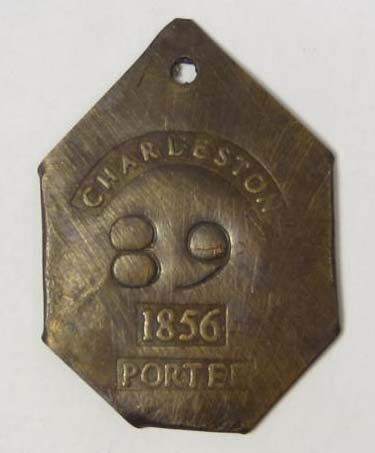 CHARLESTON
89
1856
PORTER